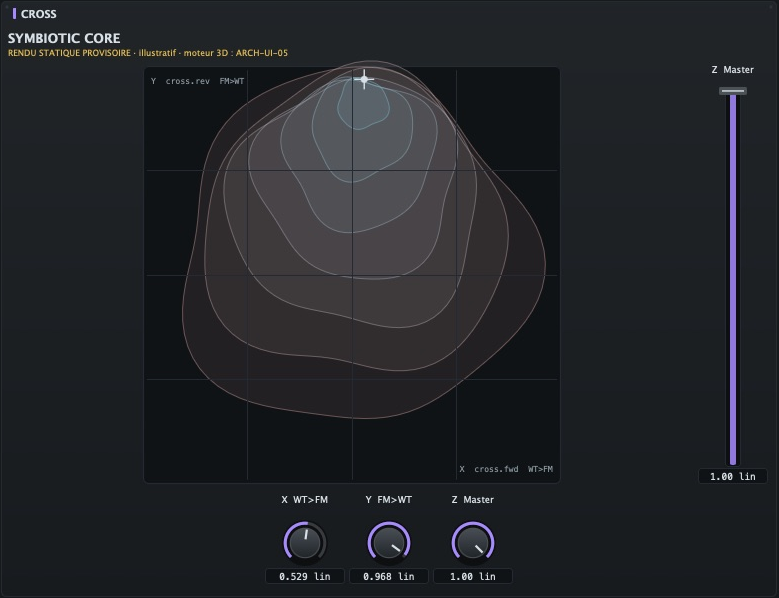 CROSS
SYMBIOTIC CORE
RENDU STATIQUE PROVISOIRE · illustratif · moteur 3D : ARCH-UI-05
Y cross.rev FM>WT
Z Master
X cross.fwd WT>FM
1.00 lin
X WT>FM
Y FM>WT
Z Master
0.529 lin
0.968 lin
1.00 lin